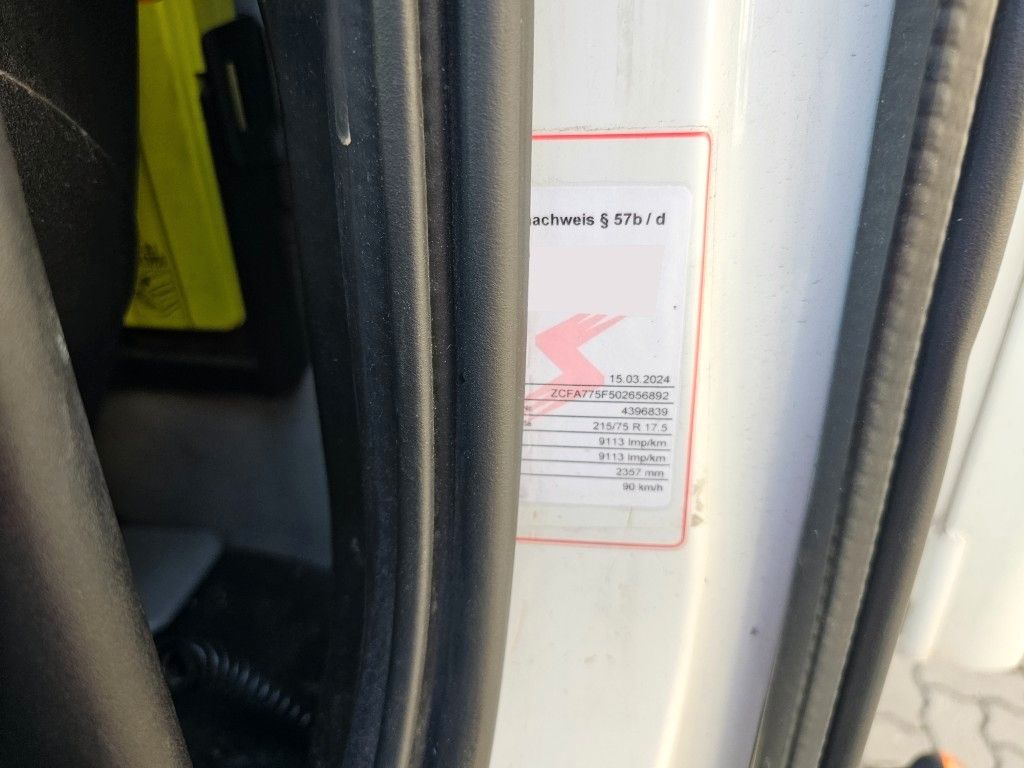 nachweis § 57b / d
15.03.2024
ZCFA775F502656892
4396839
215/75 R 17.5
9113 Imp/km
9113 Imp/km
2357 mm
90 km/h